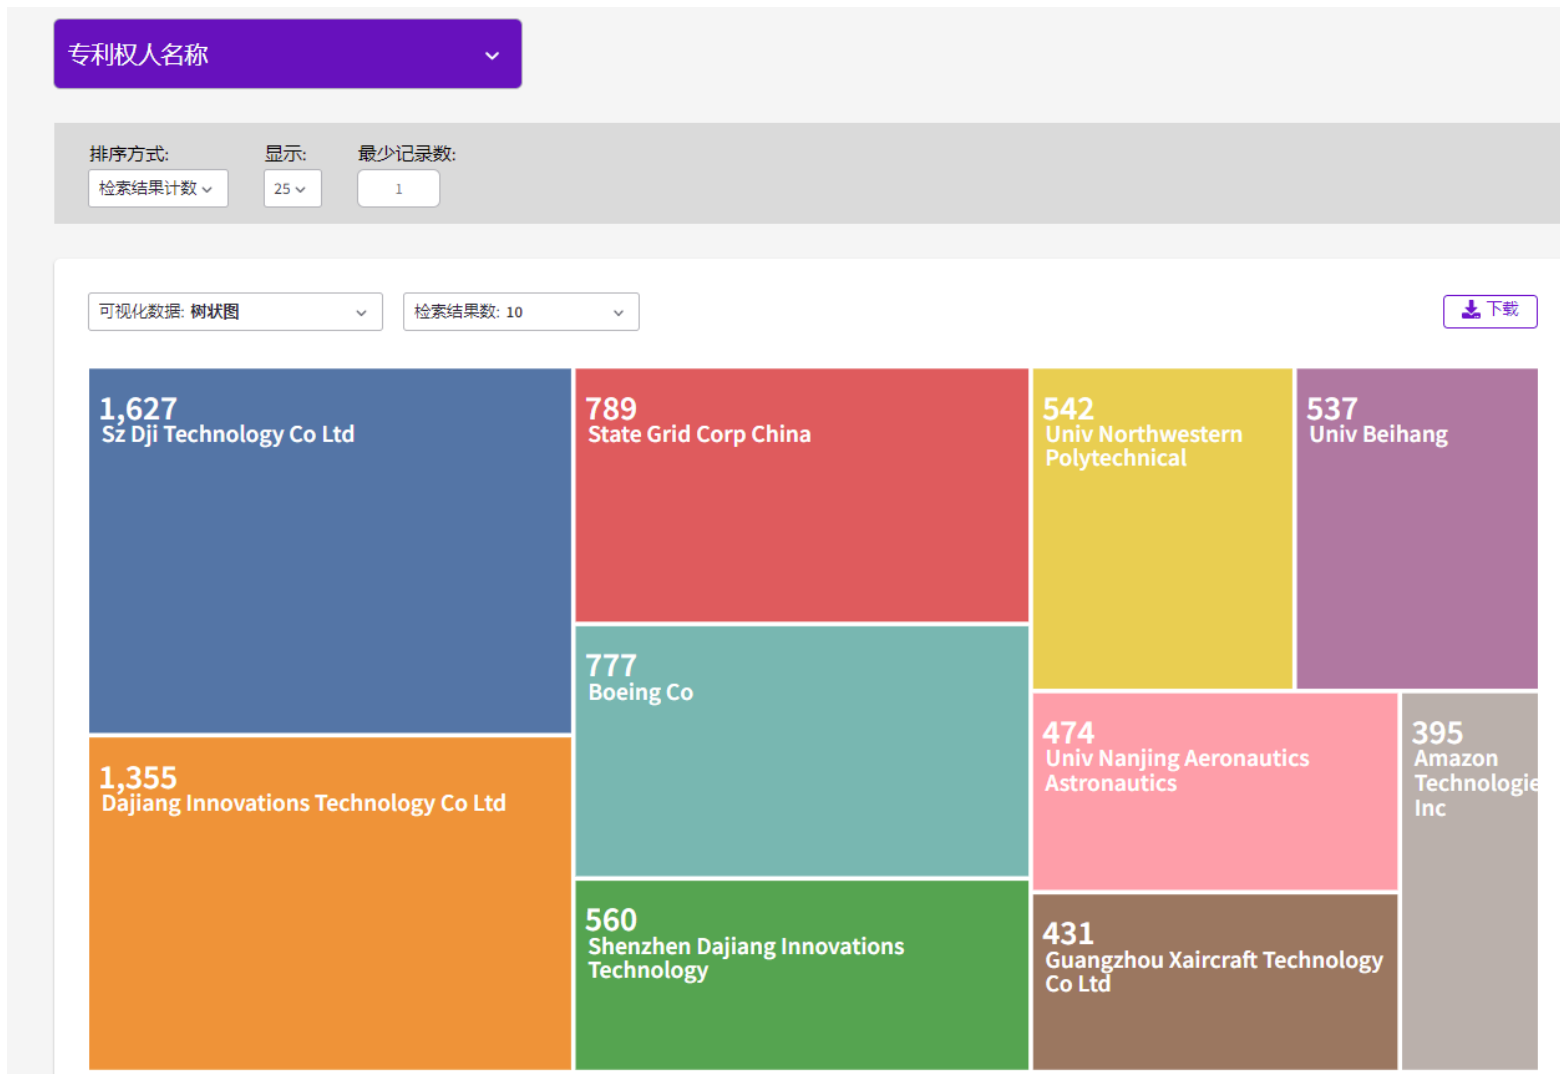 专利权人名称
排序方式: 显示: 最少记录数:
检索结果计数 25 1
可视化数据: 树状图 检索结果数: 10 下载
1,627
Sz Dji Technology Co Ltd
1,355
Dajiang Innovations Technology Co Ltd
789
State Grid Corp China
777
Boeing Co
560
Shenzhen Dajiang Innovations
Technology
542
Univ Northwestern
Polytechnical
537
Univ Beihang
474
Univ Nanjing Aeronautics
Astronautics
395
Amazon
Technologie
Inc
431
Guangzhou Xaircraft Technology
Co Ltd